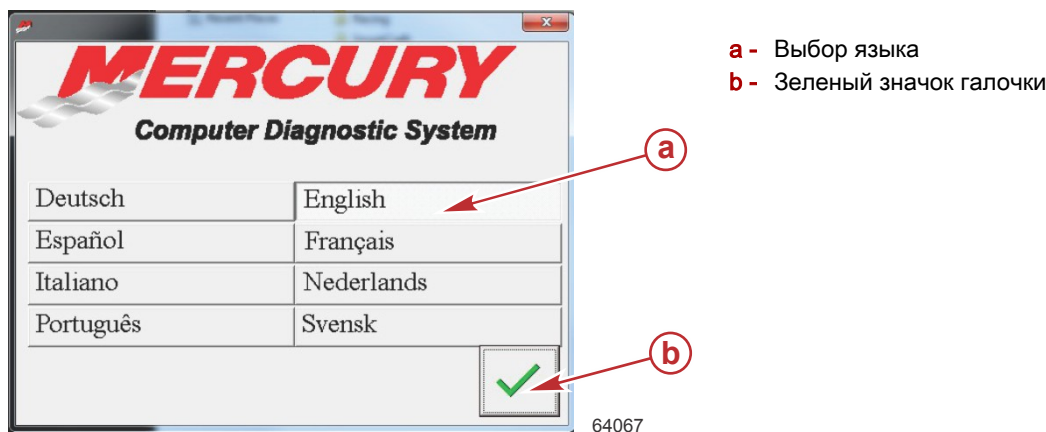 MERCURY
Computer Diagnostic System
Deutsch English
Español Français
Italiano Nederlands
Português Svensk
a
b
64067
a - Выбор языка
b - Зеленый значок галочки